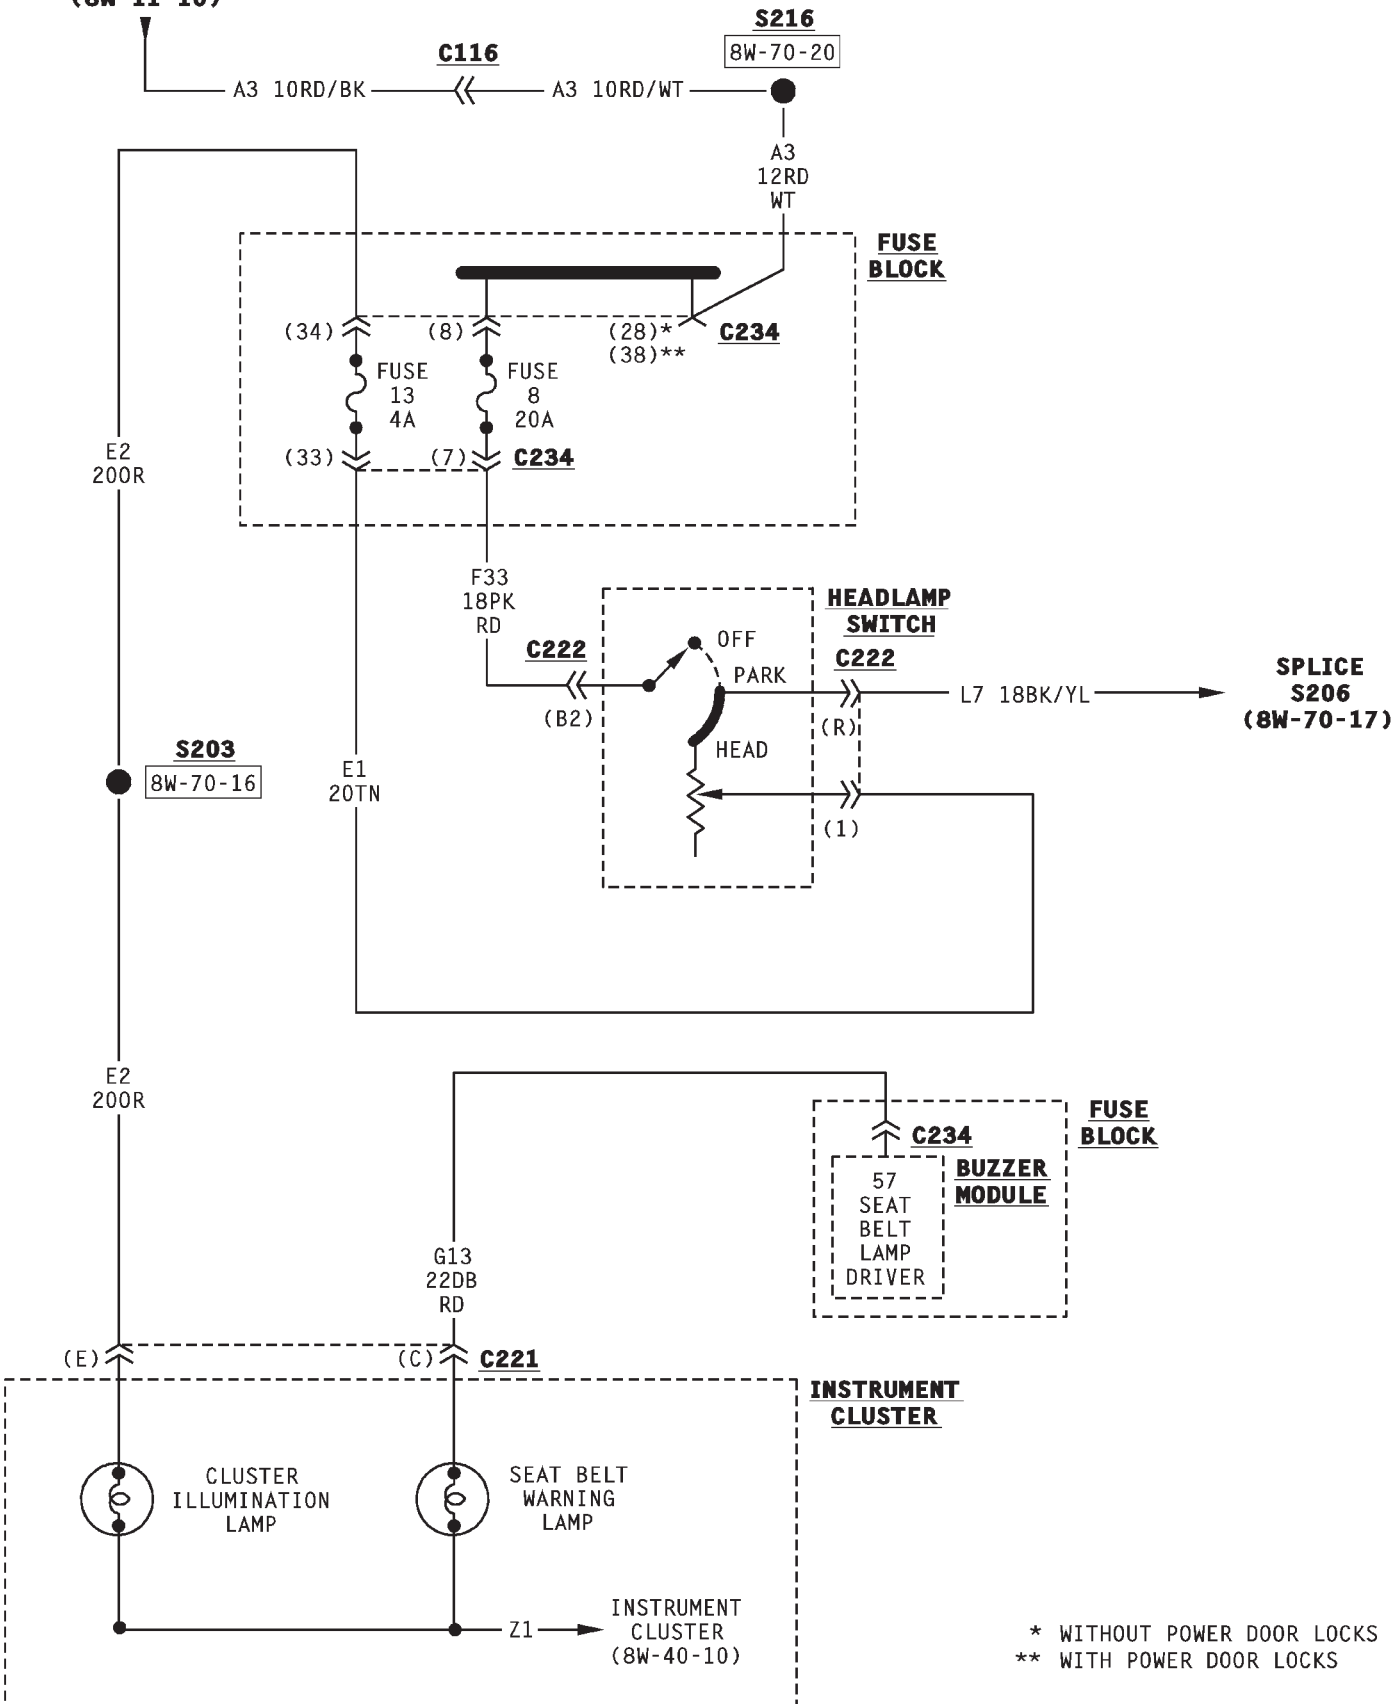 (8W-11-10)
S216
8W-70-20
C116
A3 10RD/BK
A3 10RD/WT
A3
12RD
WT
FUSE
BLOCK
(34)
(8)
(28)*
(38)**
C234
FUSE
13
4A
FUSE
8
20A
(33)
(7)
C234
E2
20OR
F33
18PK
RD
HEADLAMP
SWITCH
C222
OFF
PARK
HEAD
C222
(B2)
(R)
L7 18BK/YL
SPLICE
S206
(8W-70-17)
S203
8W-70-16
E1
20TN
(1)
E2
20OR
FUSE
BLOCK
C234
BUZZER
MODULE
57
SEAT
BELT
LAMP
DRIVER
G13
22DB
RD
(E)
(C)
C221
INSTRUMENT
CLUSTER
CLUSTER
ILLUMINATION
LAMP
SEAT BELT
WARNING
LAMP
Z1
INSTRUMENT
CLUSTER
(8W-40-10)
* WITHOUT POWER DOOR LOCKS
** WITH POWER DOOR LOCKS